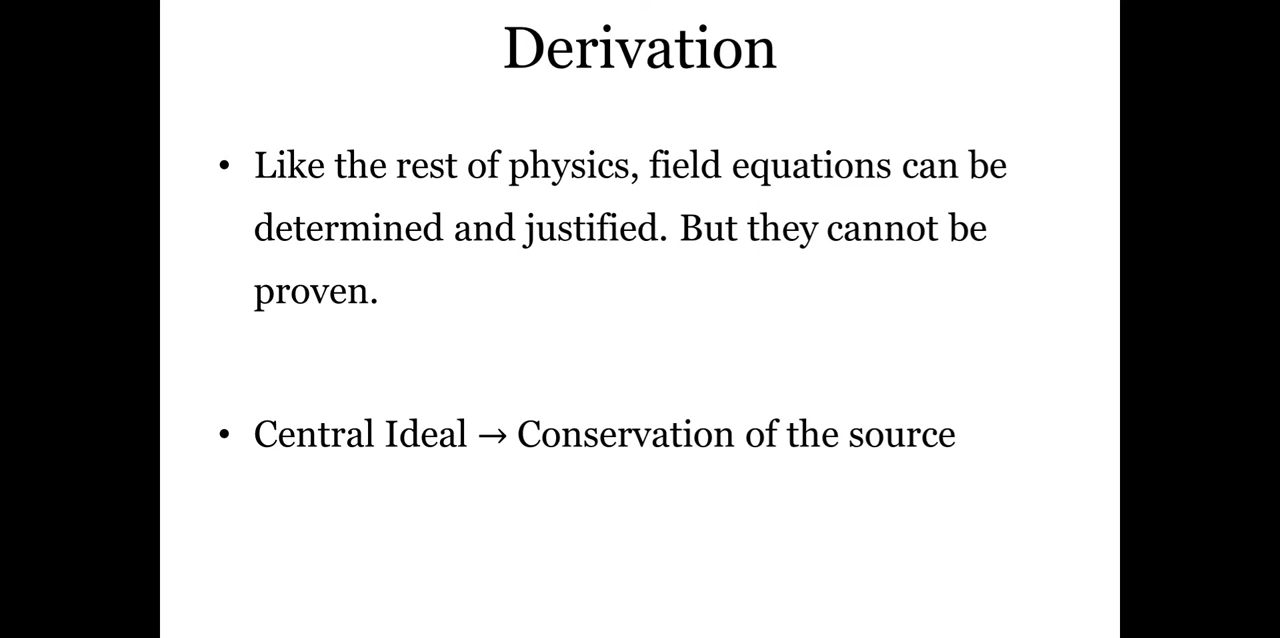 Derivation
• Like the rest of physics, field equations can be
determined and justified. But they cannot be
proven.
• Central Ideal → Conservation of the source